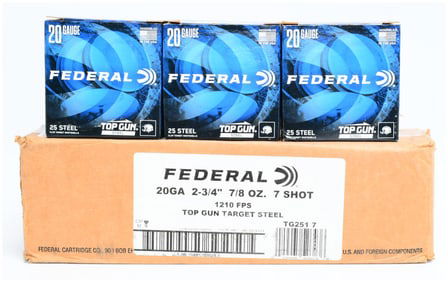 20 GAUGE 20 GAUGE 20 GAUGE
FEDERAL FEDERAL FEDERAL
25 STEEL TOP GUN 25 STEEL TOP GUN 25 STEEL TOP GUN
FEDERAL
20GA 2-3/4" 7/8 OZ. 7 SHOT
1210 FPS
TOP GUN TARGET STEEL
TG251 7
FEDERAL CARTRIDGE CO. 900 BOB U.S. AND FOREIGN COMPONENTS